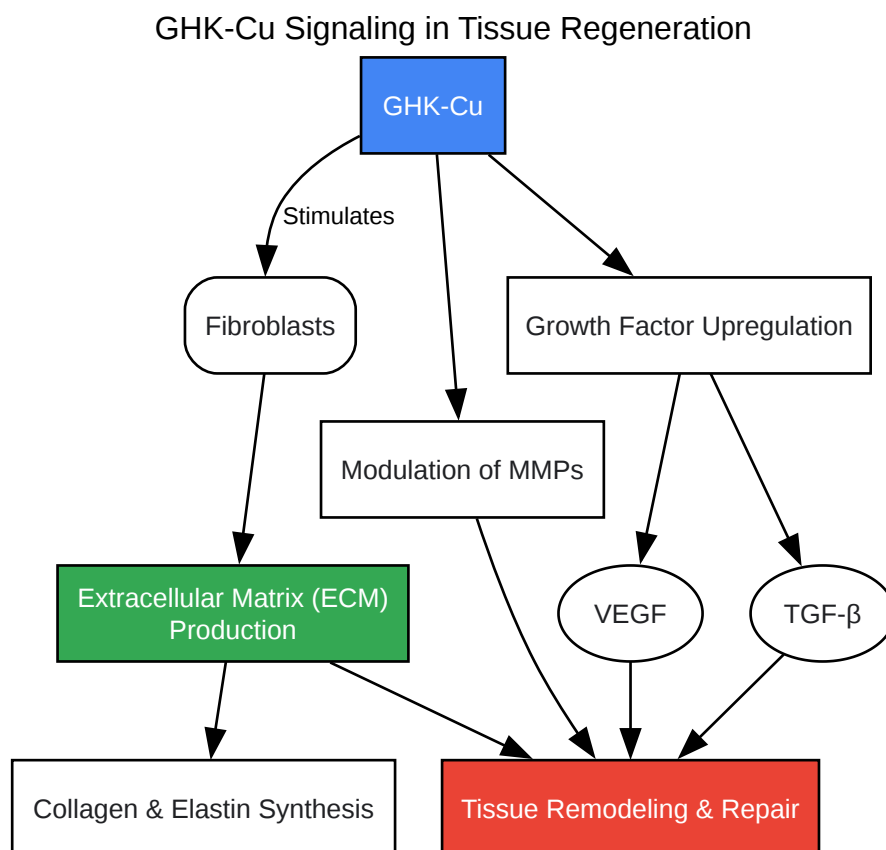 GHK-Cu Signaling in Tissue Regeneration
GHK-Cu
Stimulates
Fibroblasts
Growth Factor Upregulation
Modulation of MMPs
Extracellular Matrix (ECM)
Production
VEGF
TGF-β
Collagen & Elastin Synthesis
Tissue Remodeling & Repair